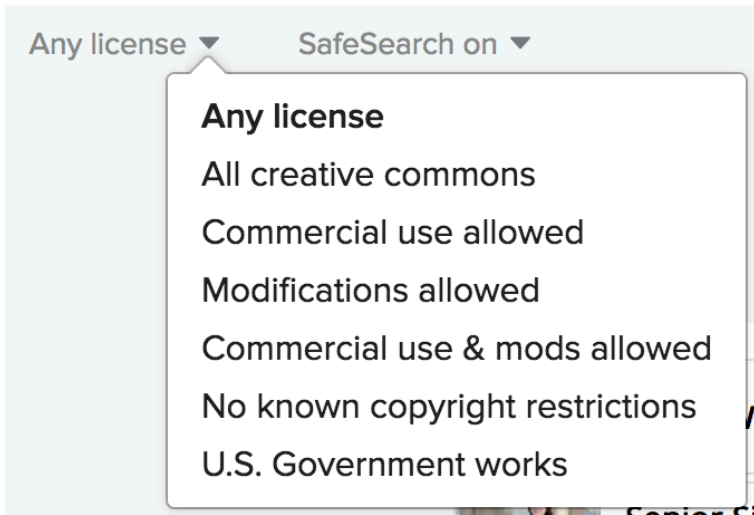 Any license SafeSearch on
Any license
All creative commons
Commercial use allowed
Modifications allowed
Commercial use & mods allowed
No known copyright restrictions
U.S. Government works